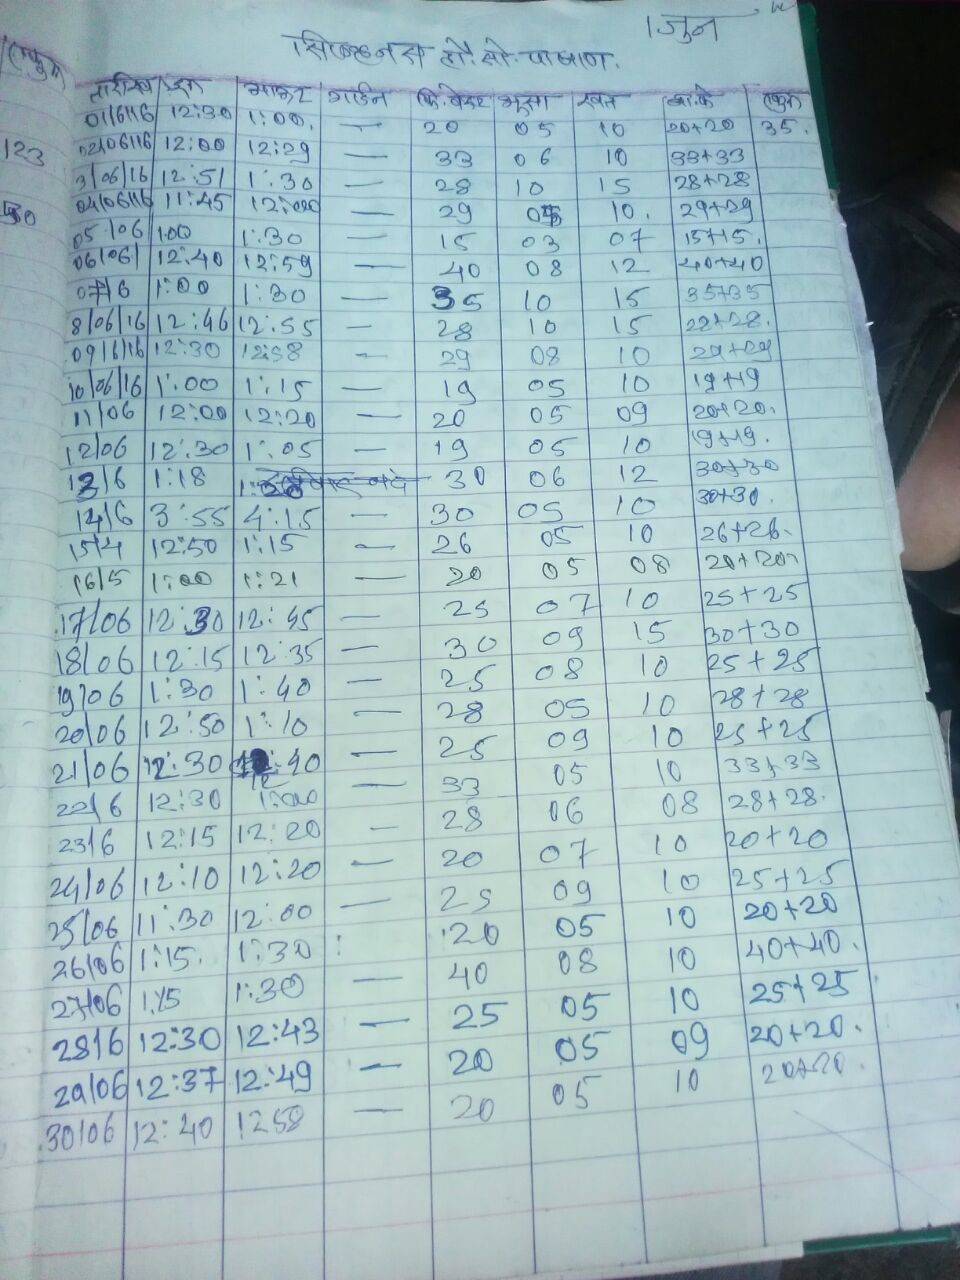 1जून
हौ. सो. पाषाण.
तारीख इन आऊट गार्डन भुसा स्वत
01/6/16 12:30 1:00. — 20 05 10 20+20 35.
123
02/06/16 12:00 12:29 — 33 06 10 33+33
3/06/16 12:51 1:30 — 28 10 15 28+28
04/06/16 11:45 12:00 — 29 05 10. 29+29
05/06 1:00 1:30 — 15 03 07 15+15.
06/06/ 12:40 12:59 — 40 08 12 40+40
07/6 1:00 1:30 — 35 10 15 35+35
8/06/16 12:46 12:55 — 28 10 15 28+28.
09/6/16 12:30 12:58 - 29 08 10 29+29
10/06/16 1:00 1:15 — 19 05 10 19+19
11/06 12:00 12:20 — 20 05 09 20+20.
12/06 12:30 1:05 — 19 05 10 19+19.
13/6 1:18 30 06 12 30+30
14/6 3:55 4:15 — 30 05 10 30+30.
15/4 12:50 1:15 — 26 05 10 26+26.
16/5 1:00 1:21 — 20 05 08 20+20
17/06 12:30 12:45 — 25 07 10 25+25
18/06 12:15 12:35 — 30 09 15 30+30
19/06 1:30 1:40 — 25 08 10 25+25
20/06 12:50 1:10 — 28 05 10 28+28
21/06 12:30 :40 — 25 09 10 25+25
22/6 12:30 1:00 33 05 10 33+33
23/6 12:15 12:20 — 28 06 08 28+28.
24/06 12:10 12:20 — 20 07 10 20+20
25/06 11:30 12:00 — 25 09 10 25+25
26/06 1:15. 1:30 20 05 10 20+20
27/06 1:15 1:30 — 40 08 10 40+40.
28/6 12:30 12:43 — 25 05 10 25+25
29/06 12:37 12:49 — 20 05 09 20+20.
30/06 12:40 1258 — 20 05 10 20+20.